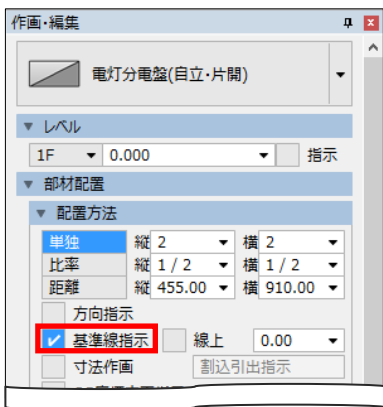 作画・編集
電灯分電盤(自立・片開)
レベル
1F 0.000 指示
部材配置
配置方法
単独 縦 2 横 2
比率 縦 1 / 2 横 1 / 2
距離 縦 455.00 横 910.00
方向指示
基準線指示 線上 0.00
寸法作画 割込引出指示